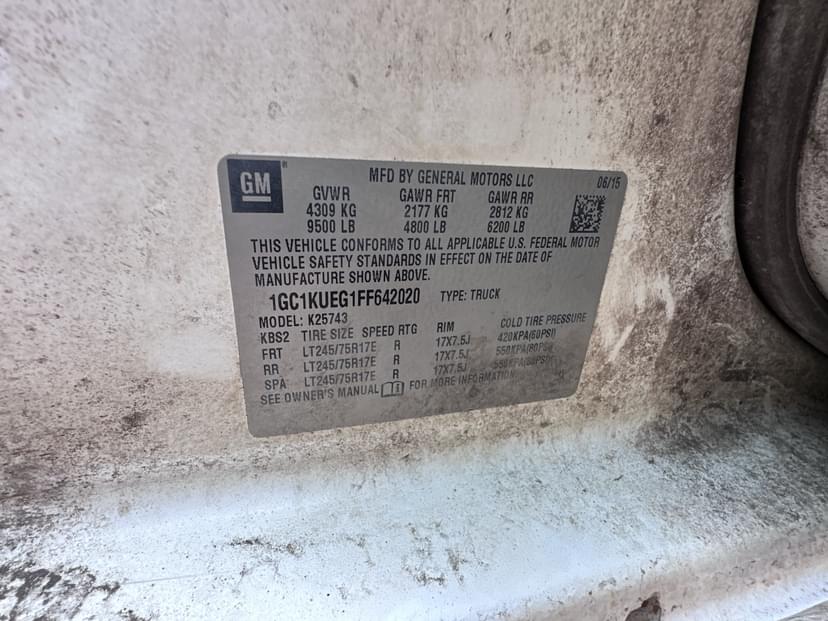 GM ®
MFD BY GENERAL MOTORS LLC 06/15
GVWR GAWR FRT GAWR RR
4309 KG 2177 KG 2812 KG
9500 LB 4800 LB 6200 LB
THIS VEHICLE CONFORMS TO ALL APPLICABLE U.S. FEDERAL MOTOR
VEHICLE SAFETY STANDARDS IN EFFECT ON THE DATE OF
MANUFACTURE SHOWN ABOVE.
1GC1KUEG1FF642020 TYPE: TRUCK
MODEL: K25743
KBS2 TIRE SIZE SPEED RTG RIM COLD TIRE PRESSURE
FRT LT245/75R17E R 17X7.5J 420KPA(60PSI)
RR LT245/75R17E R 17X7.5J 550KPA(80PSI)
SPA LT245/75R17E R 17X7.5J 550KPA(80PSI)
SEE OWNER'S MANUAL FOR MORE INFORMATION